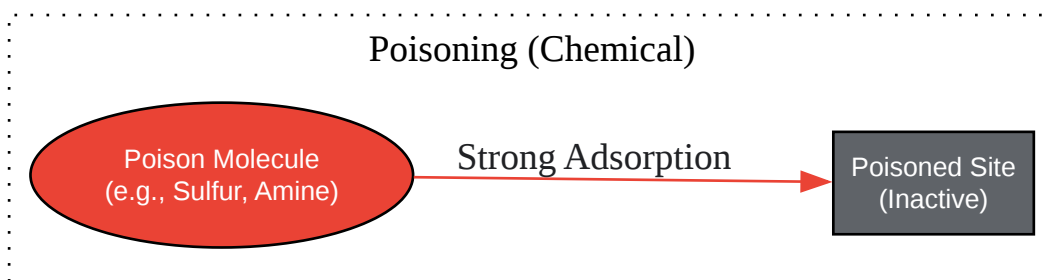 Poisoning (Chemical)
Poison Molecule
(e.g., Sulfur, Amine)
Strong Adsorption
Poisoned Site
(Inactive)